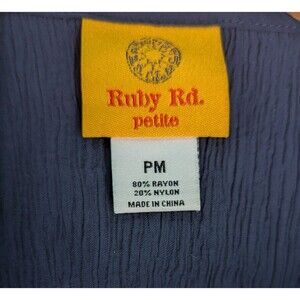 Ruby Rd.
petite
PM
80% RAYON
20% NYLON
MADE IN CHINA